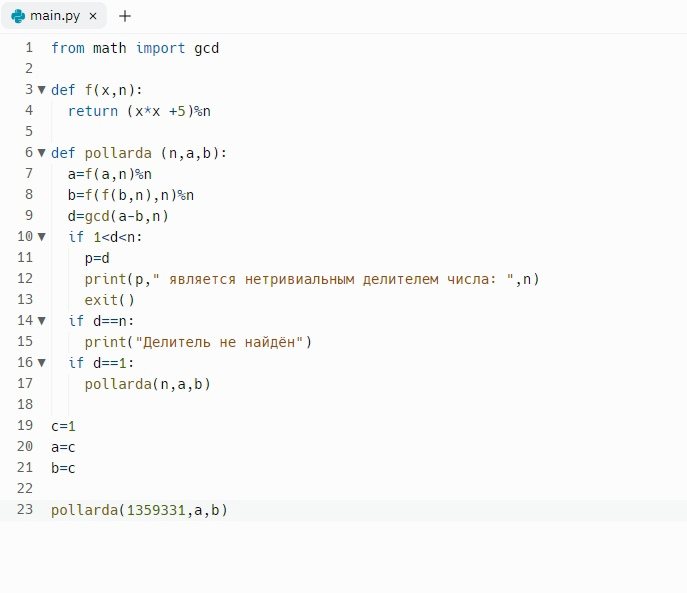 main.py × +
1 from math import gcd
2
3 ▼ def f(x,n):
4 return (x*x +5)%n
5
6 ▼ def pollarda (n,a,b):
7 a=f(a,n)%n
8 b=f(f(b,n),n)%n
9 d=gcd(a-b,n)
10 ▼ if 1<d<n:
11 p=d
12 print(p," является нетривиальным делителем числа: ",n)
13 exit()
14 ▼ if d==n:
15 print("Делитель не найдён")
16 ▼ if d==1:
17 pollarda(n,a,b)
18
19 c=1
20 a=c
21 b=c
22
23 pollarda(1359331,a,b)